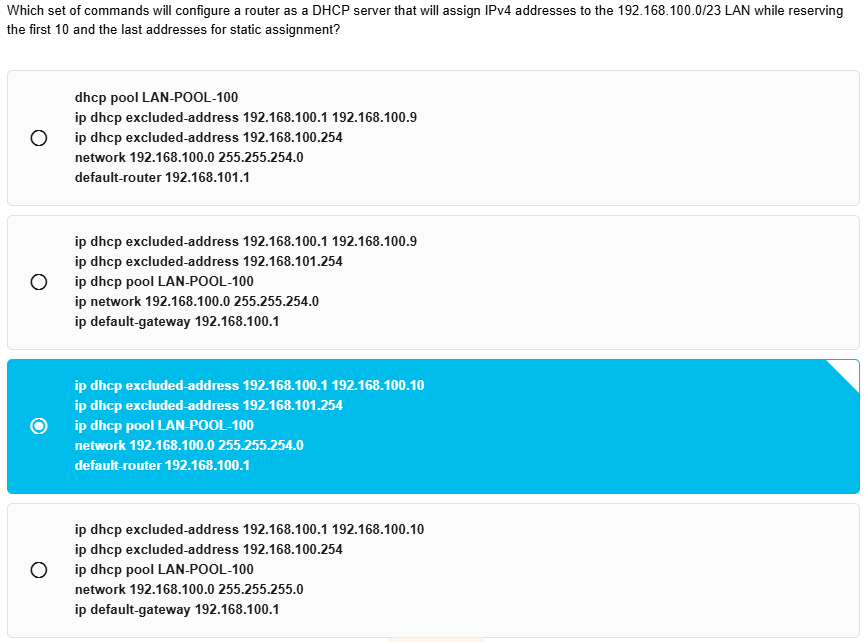 Which set of commands will configure a router as a DHCP server that will assign IPv4 addresses to the 192.168.100.0/23 LAN while reserving
the first 10 and the last addresses for static assignment?
dhcp pool LAN-POOL-100
ip dhcp excluded-address 192.168.100.1 192.168.100.9
ip dhcp excluded-address 192.168.100.254
network 192.168.100.0 255.255.254.0
default-router 192.168.101.1
ip dhcp excluded-address 192.168.100.1 192.168.100.9
ip dhcp excluded-address 192.168.101.254
ip dhcp pool LAN-POOL-100
ip network 192.168.100.0 255.255.254.0
ip default-gateway 192.168.100.1
ip dhcp excluded-address 192.168.100.1 192.168.100.10
ip dhcp excluded-address 192.168.101.254
ip dhcp pool LAN-POOL-100
network 192.168.100.0 255.255.254.0
default-router 192.168.100.1
ip dhcp excluded-address 192.168.100.1 192.168.100.10
ip dhcp excluded-address 192.168.100.254
ip dhcp pool LAN-POOL-100
network 192.168.100.0 255.255.255.0
ip default-gateway 192.168.100.1